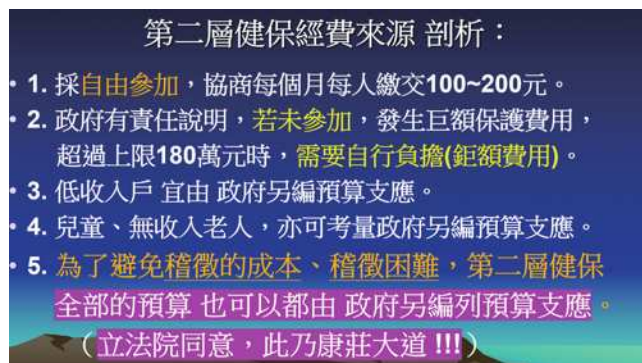 第二層健保經費來源 剖析：
• 1. 採自由參加，協商每個月每人繳交100~200元。
• 2. 政府有責任說明，若未參加，發生巨額保護費用，
超過上限180萬元時，需要自行負擔(鉅額費用)。
• 3. 低收入戶 宜由 政府另編預算支應。
• 4. 兒童、無收入老人，亦可考量政府另編預算支應。
• 5. 為了避免稽徵的成本、稽徵困難，第二層健保
全部的預算 也可以都由 政府另編列預算支應。
（立法院同意，此乃康莊大道 !!!）